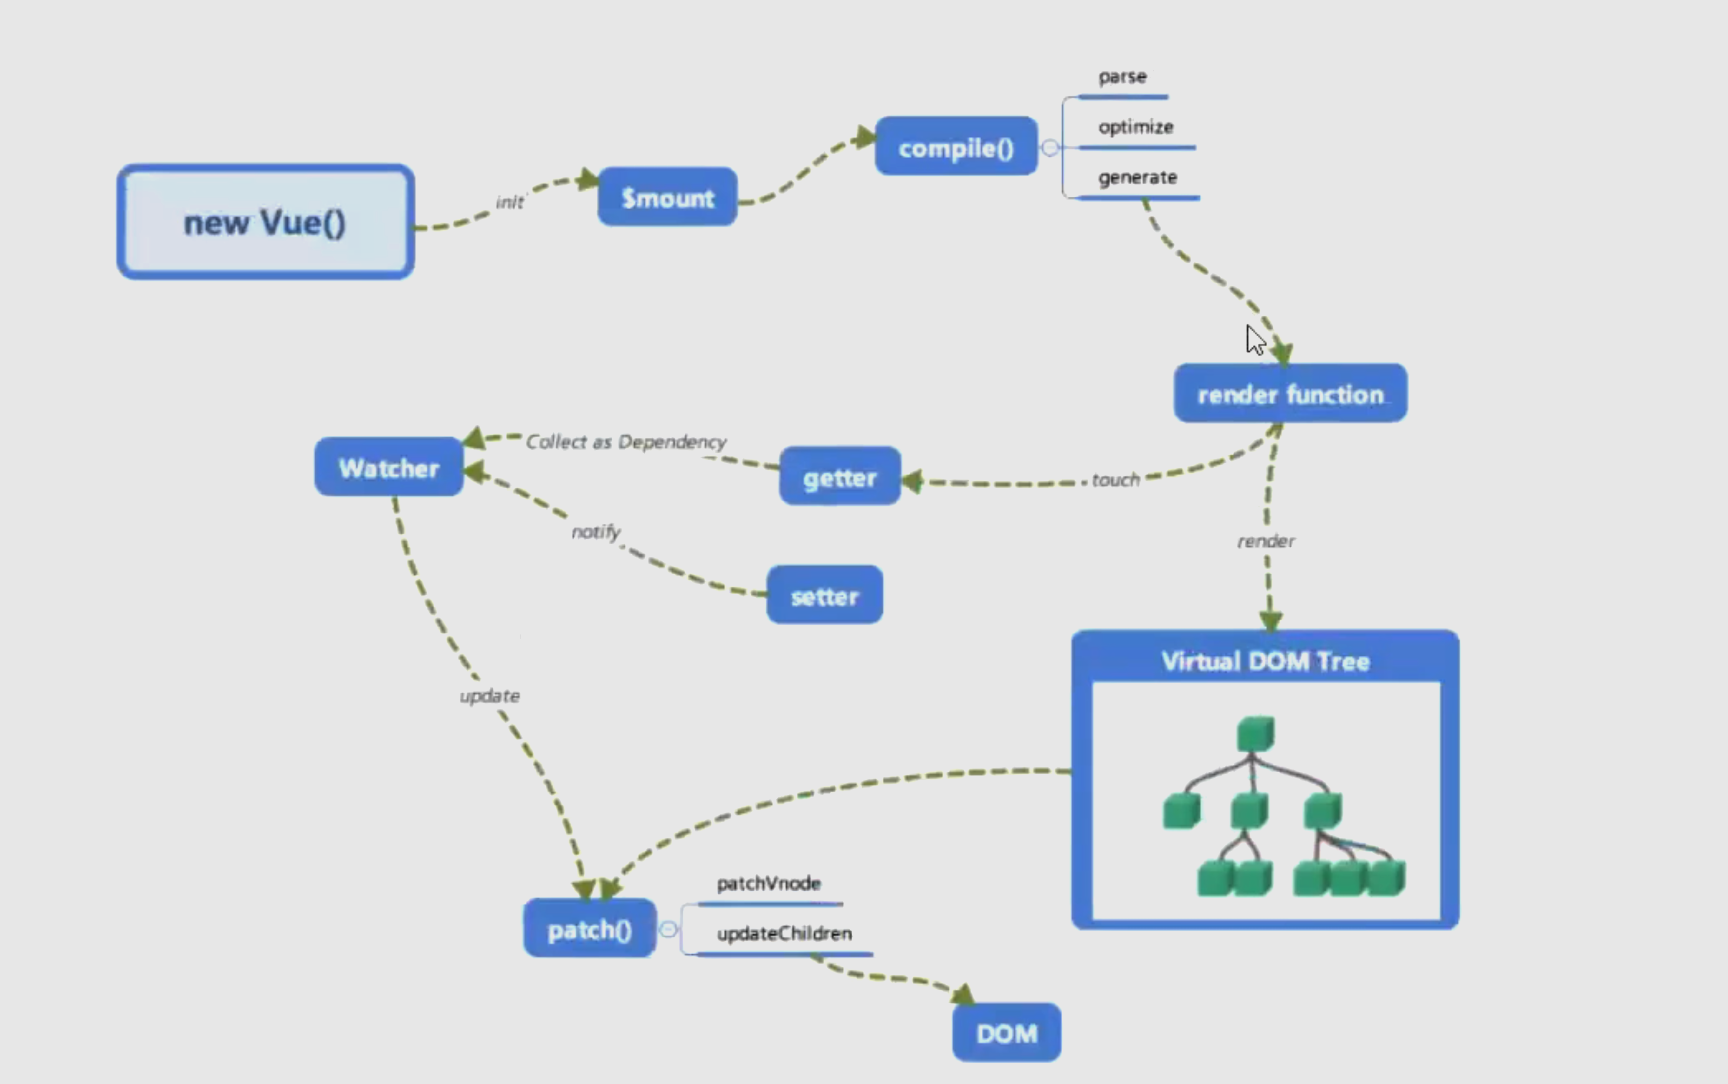 parse
optimize
compile()
generate
$mount
init
new Vue()
render function
Collect as Dependency
Watcher
getter
touch
notify
render
setter
Virtual DOM Tree
update
patchVnode
patch()
updateChildren
DOM